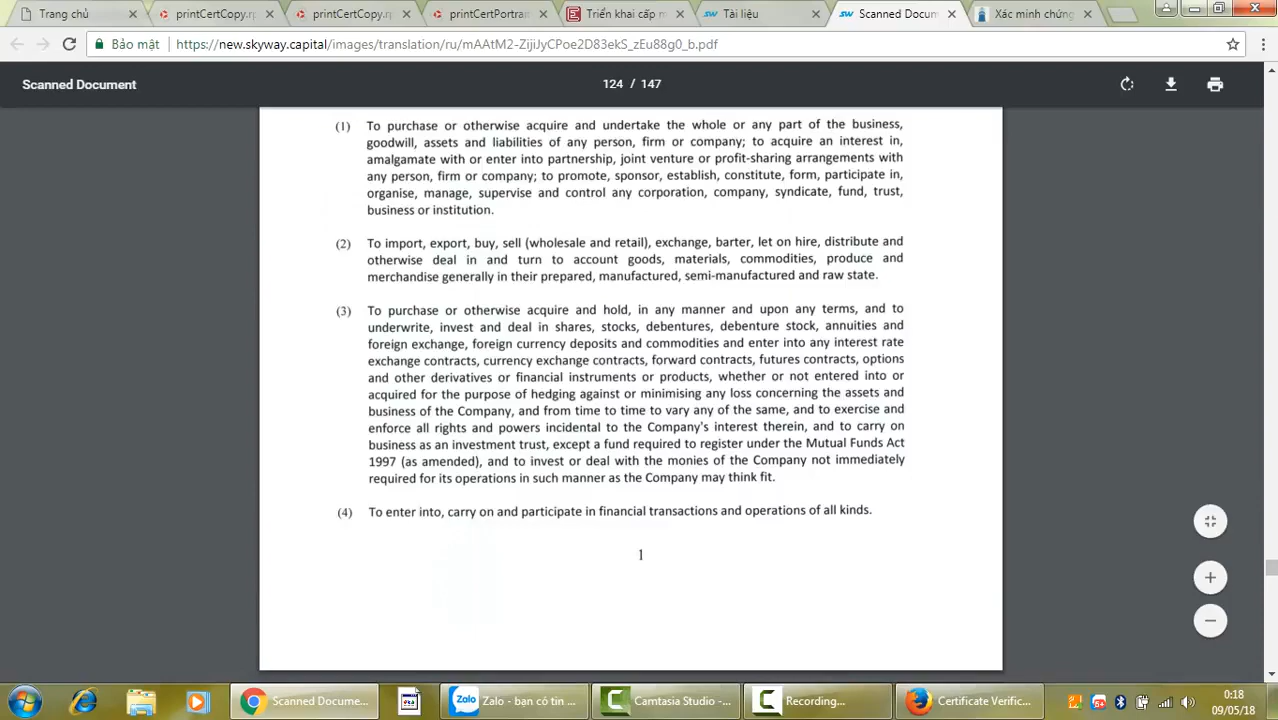 Trang chủ
printCertCopy.rp
printCertCopy.rp
printCertPortrai
Triển khai cấp m
Tài liệu
Scanned Docum
Xác minh chứng
Bảo mật
https://new.skyway.capital/images/translation/ru/mAAtM2-ZijiJyCPoe2D83ekS_zEu88g0_b.pdf
Scanned Document
124 / 147
(1) To purchase or otherwise acquire and undertake the whole or any part of the business,
goodwill, assets and liabilities of any person, firm or company; to acquire an interest in,
amalgamate with or enter into partnership, joint venture or profit-sharing arrangements with
any person, firm or company; to promote, sponsor, establish, constitute, form, participate in,
organise, manage, supervise and control any corporation, company, syndicate, fund, trust,
business or institution.
(2) To import, export, buy, sell (wholesale and retail), exchange, barter, let on hire, distribute and
otherwise deal in and turn to account goods, materials, commodities, produce and
merchandise generally in their prepared, manufactured, semi-manufactured and raw state.
(3) To purchase or otherwise acquire and hold, in any manner and upon any terms, and to
underwrite, invest and deal in shares, stocks, debentures, debenture stock, annuities and
foreign exchange, foreign currency deposits and commodities and enter into any interest rate
exchange contracts, currency exchange contracts, forward contracts, futures contracts, options
and other derivatives or financial instruments or products, whether or not entered into or
acquired for the purpose of hedging against or minimising any loss concerning the assets and
business of the Company, and from time to time to vary any of the same, and to exercise and
enforce all rights and powers incidental to the Company's interest therein, and to carry on
business as an investment trust, except a fund required to register under the Mutual Funds Act
1997 (as amended), and to invest or deal with the monies of the Company not immediately
required for its operations in such manner as the Company may think fit.
(4) To enter into, carry on and participate in financial transactions and operations of all kinds.
1
Scanned Docume...
Zalo
Zalo - bạn có tin ...
Camtasia Studio -...
Recording...
Certificate Verific...
0:18
09/05/18